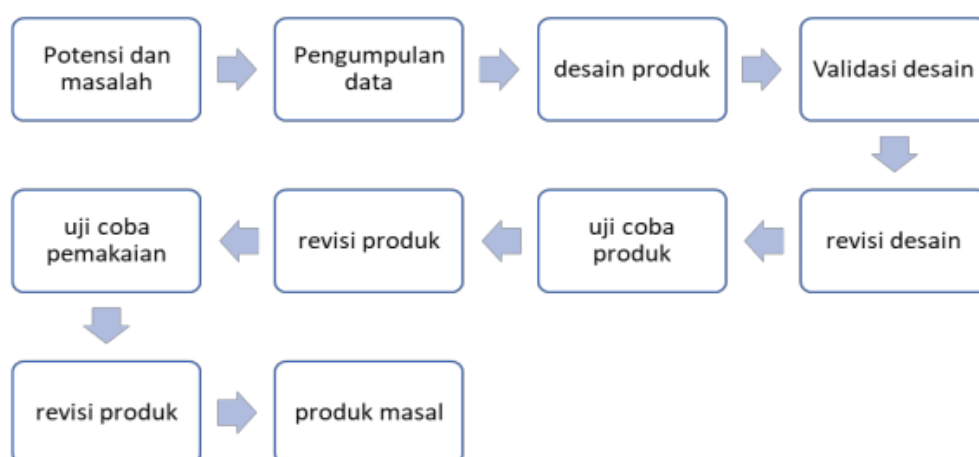 Potensi dan
masalah
Pengumpulan
data
desain produk
Validasi desain
revisi desain
uji coba
produk
revisi produk
uji coba
pemakaian
revisi produk
produk masal